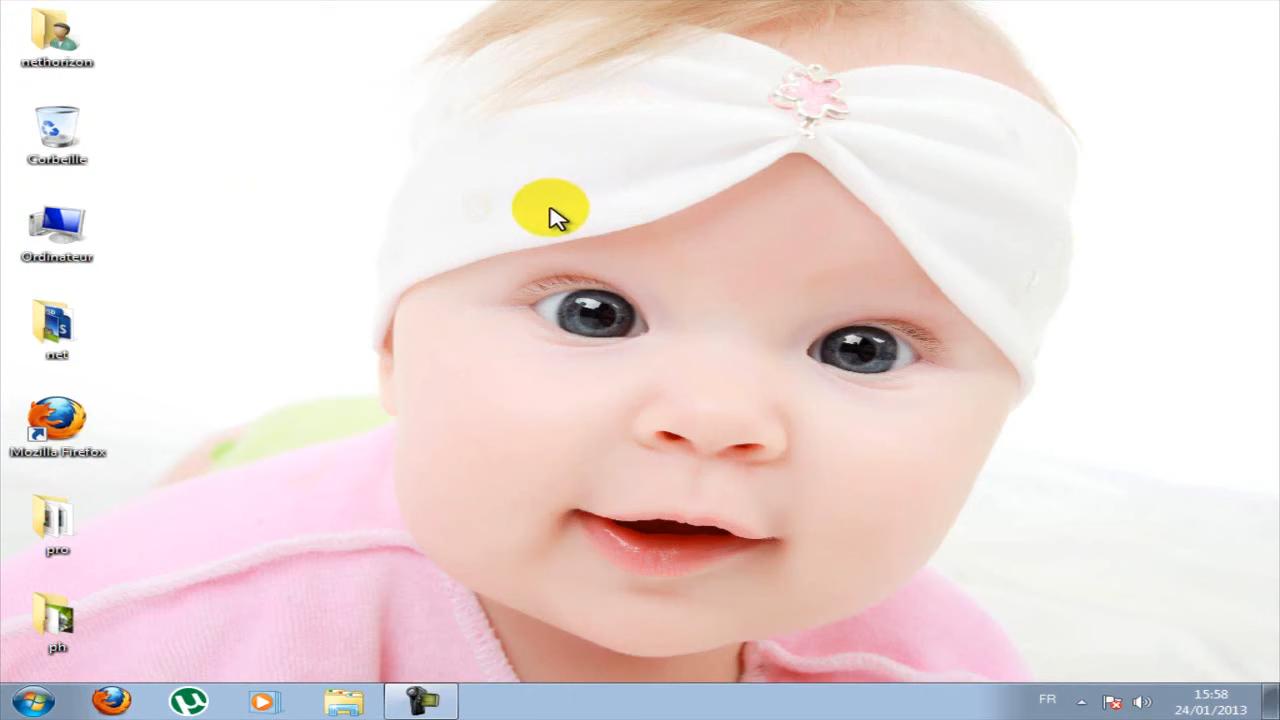 nethorizon
Corbeille
Ordinateur
net
Mozilla Firefox
pro
ph
FR
15:58
24/01/2013